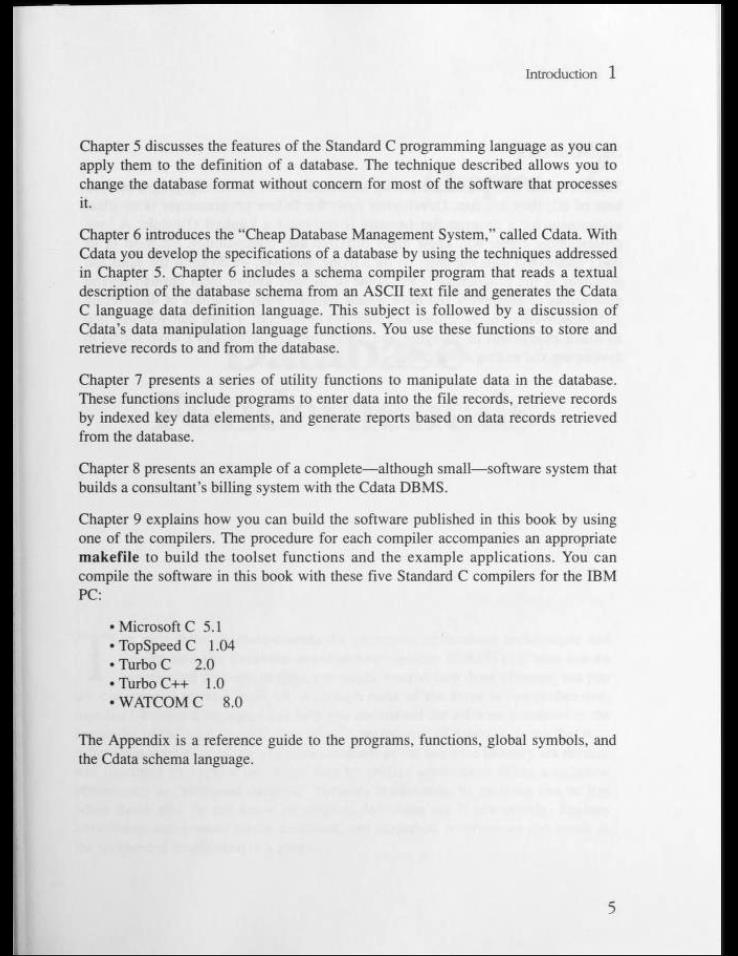 Introduction 1
Chapter 5 discusses the features of the Standard C programming language as you can
apply them to the definition of a database. The technique described allows you to
change the database format without concern for most of the software that processes
it.
Chapter 6 introduces the “Cheap Database Management System,” called Cdata. With
Cdata you develop the specifications of a database by using the techniques addressed
in Chapter 5. Chapter 6 includes a schema compiler program that reads a textual
description of the database schema from an ASCII text file and generates the Cdata
C language data definition language. This subject is followed by a discussion of
Cdata’s data manipulation language functions. You use these functions to store and
retrieve records to and from the database.
Chapter 7 presents a series of utility functions to manipulate data in the database.
These functions include programs to enter data into the file records, retrieve records
by indexed key data elements, and generate reports based on data records retrieved
from the database.
Chapter 8 presents an example of a complete—although small—software system that
builds a consultant’s billing system with the Cdata DBMS.
Chapter 9 explains how you can build the software published in this book by using
one of the compilers. The procedure for each compiler accompanies an appropriate
makefile to build the toolset functions and the example applications. You can
compile the software in this book with these five Standard C compilers for the IBM
PC:
• Microsoft C 5.1
• TopSpeed C 1.04
• Turbo C 2.0
• Turbo C++ 1.0
• WATCOM C 8.0
The Appendix is a reference guide to the programs, functions, global symbols, and
the Cdata schema language.
5